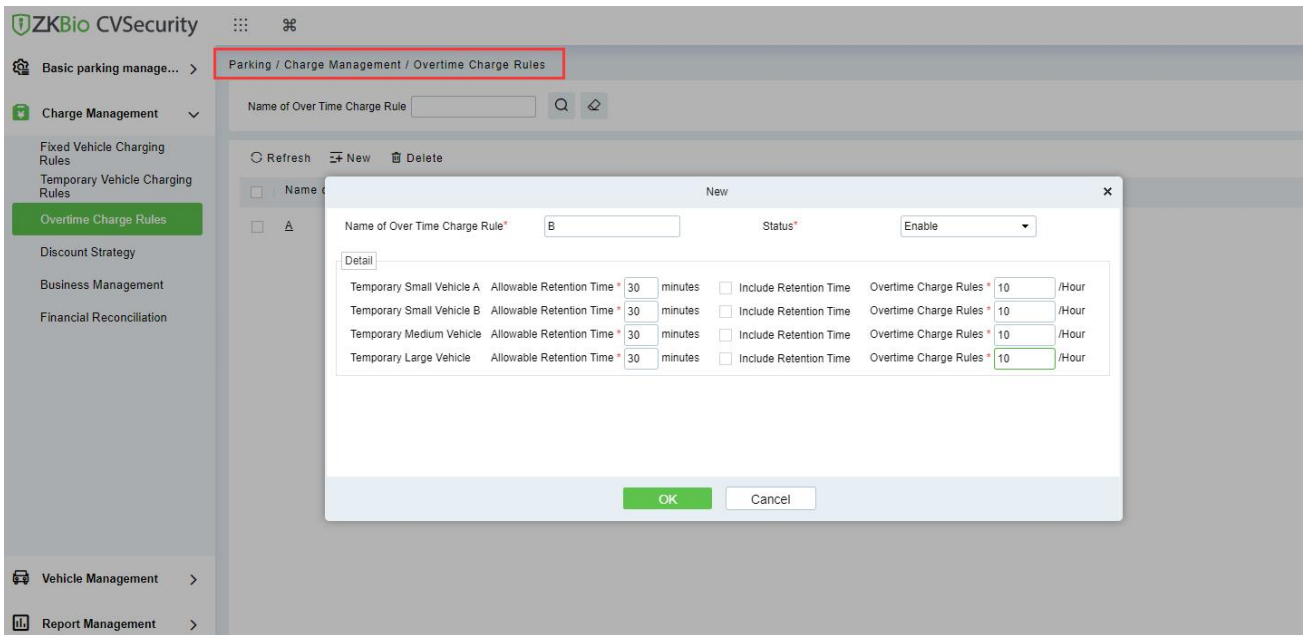 ZKBio CVSecurity
Basic parking manage...
Parking / Charge Management / Overtime Charge Rules
Charge Management
Name of Over Time Charge Rule
Fixed Vehicle Charging
Rules
Temporary Vehicle Charging
Rules
Overtime Charge Rules
Discount Strategy
Business Management
Financial Reconciliation
Vehicle Management
Report Management
Refresh New Delete
Name
A
New
Name of Over Time Charge Rule* B Status* Enable
Detail
Temporary Small Vehicle A Allowable Retention Time * 30 minutes Include Retention Time Overtime Charge Rules * 10 /Hour
Temporary Small Vehicle B Allowable Retention Time * 30 minutes Include Retention Time Overtime Charge Rules * 10 /Hour
Temporary Medium Vehicle Allowable Retention Time * 30 minutes Include Retention Time Overtime Charge Rules * 10 /Hour
Temporary Large Vehicle Allowable Retention Time * 30 minutes Include Retention Time Overtime Charge Rules * 10 /Hour
OK Cancel